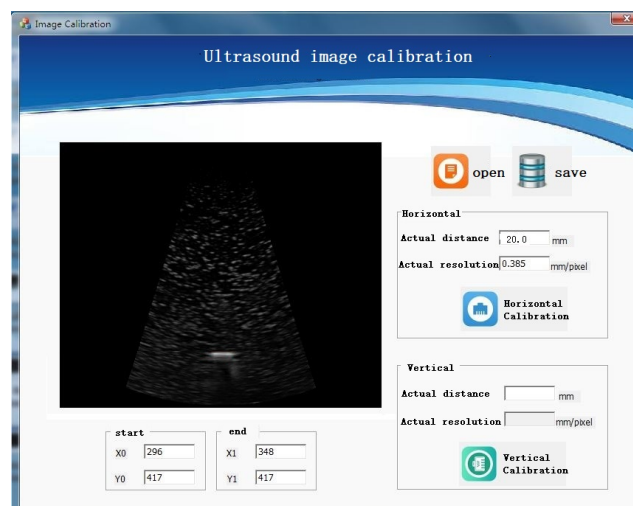 Image Calibration
Ultrasound image calibration
open
save
Horizontal
Actual distance 20.0 mm
Actual resolution 0.385 mm/pixel
Horizontal
Calibration
Vertical
Actual distance mm
Actual resolution mm/pixel
Vertical
Calibration
start
X0 296
Y0 417
end
X1 348
Y1 417